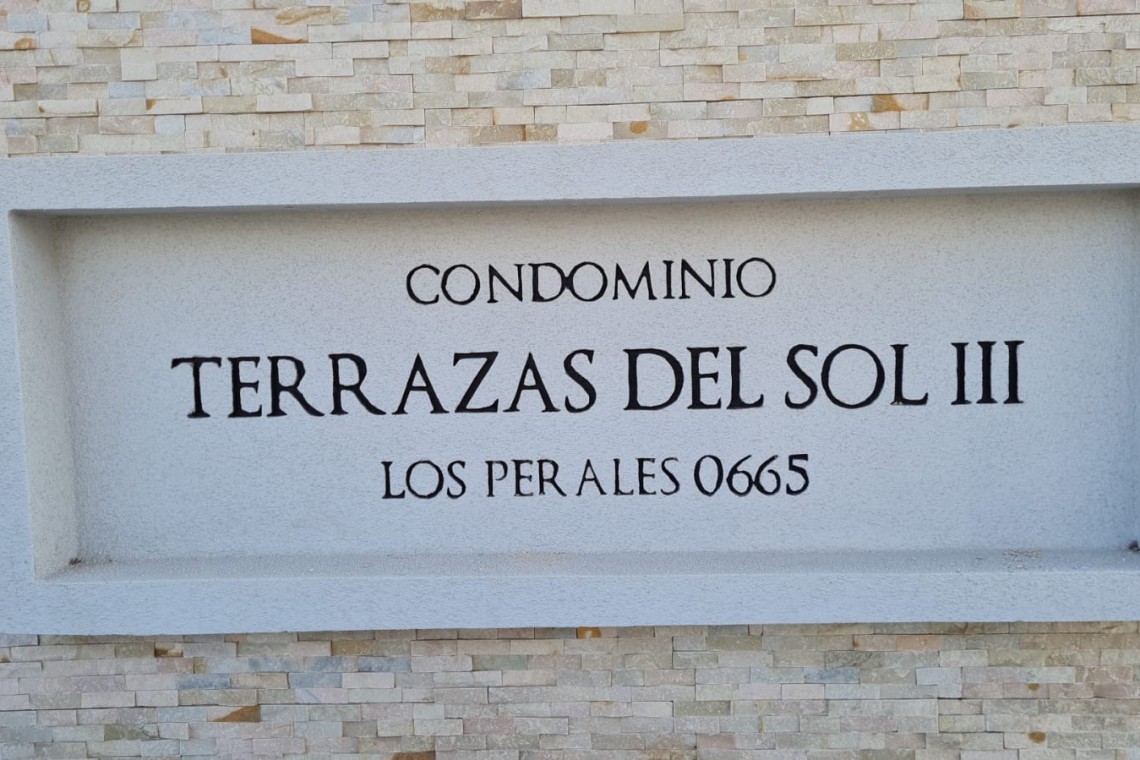 CONDOMINIO
TERRAZAS DEL SOL III
LOS PERALES 0665